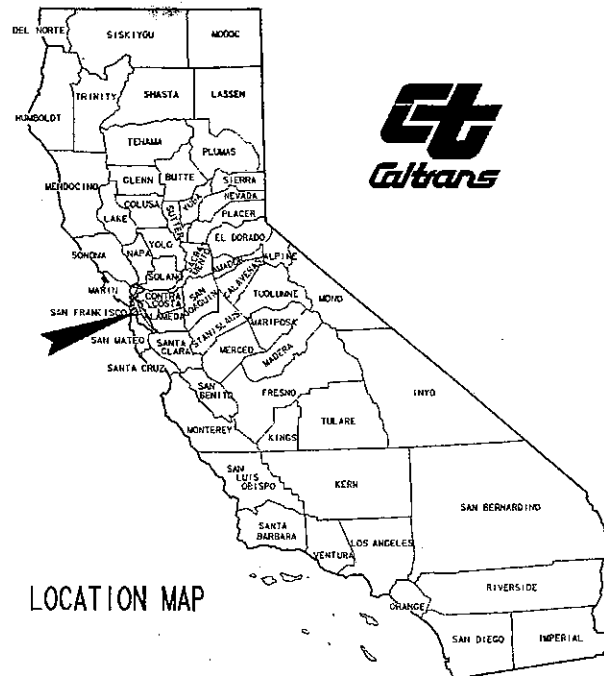 DEL NORTE
SISKIYOU
MODOC
TRINITY
SHASTA
LASSEN
HUMBOLDT
Caltrans
TEHAMA
PLUMAS
MENDOCINO
GLENN
BUTTE
SIERRA
NEVADA
YUBA
COLUSA
LAKE
SUTTER
PLACER
SONOMA
NAPA
YOLO
EL DORADO
SACRA
MENTO
ALPINE
AMADOR
SOLANO
MARIN
CONTRA
COSTA
SAN
JOAQUIN
CALAVERAS
TUOLUMNE
MONO
SAN FRANCISCO
ALAMEDA
STANISLAUS
MARIPOSA
SAN MATEO
SANTA
CLARA
MERCED
MADERA
SANTA CRUZ
SAN
BENITO
FRESNO
INYO
MONTEREY
KINGS
TULARE
SAN
LUIS
OBISPO
KERN
SAN BERNARDINO
SANTA
BARBARA
VENTURA
LOS ANGELES
LOCATION MAP
ORANGE
RIVERSIDE
SAN DIEGO
IMPERIAL